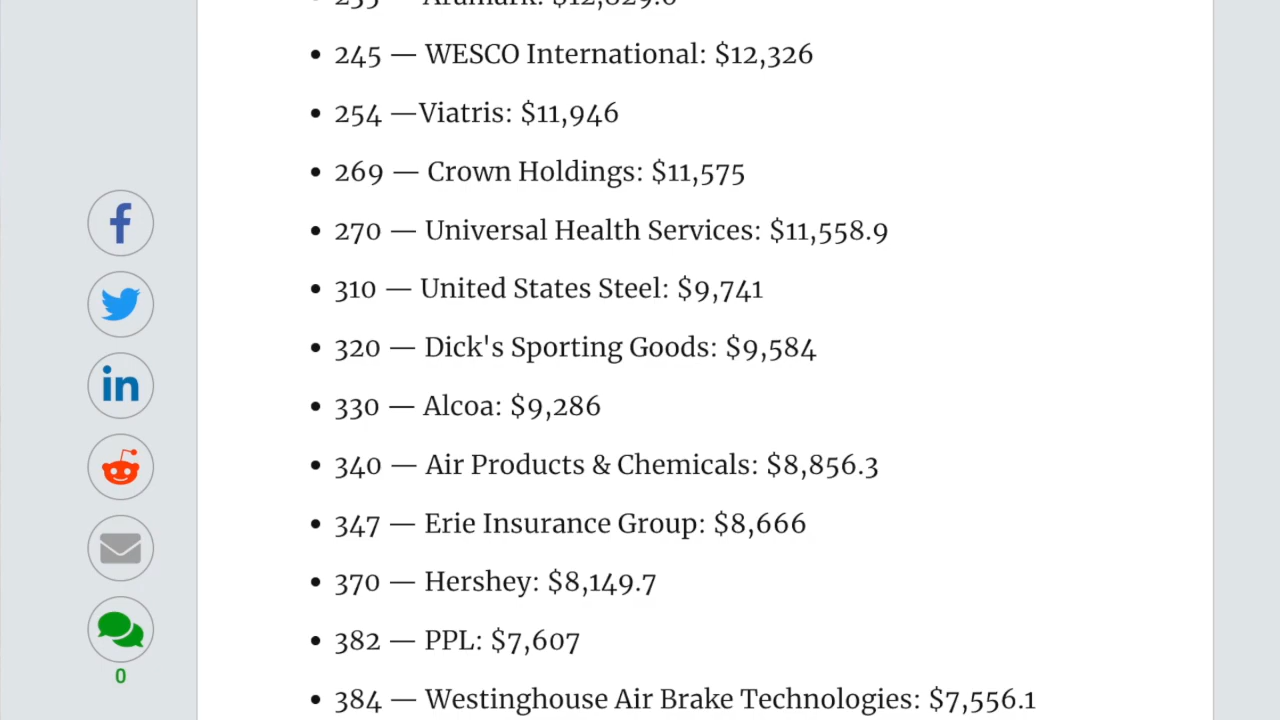 245 — WESCO International: $12,326
254 —Viatris: $11,946
269 — Crown Holdings: $11,575
270 — Universal Health Services: $11,558.9
310 — United States Steel: $9,741
320 — Dick's Sporting Goods: $9,584
330 — Alcoa: $9,286
340 — Air Products & Chemicals: $8,856.3
347 — Erie Insurance Group: $8,666
370 — Hershey: $8,149.7
382 — PPL: $7,607
384 — Westinghouse Air Brake Technologies: $7,556.1
f
in
0